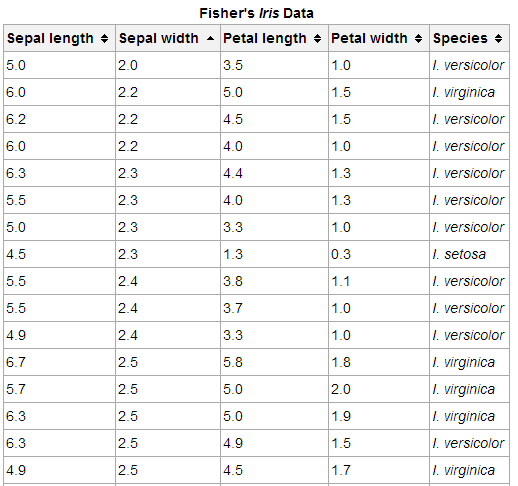 Fisher's Iris Data
Sepal length Sepal width Petal length Petal width Species
5.0 2.0 3.5 1.0 I. versicolor
6.0 2.2 5.0 1.5 I. virginica
6.2 2.2 4.5 1.5 I. versicolor
6.0 2.2 4.0 1.0 I. versicolor
6.3 2.3 4.4 1.3 I. versicolor
5.5 2.3 4.0 1.3 I. versicolor
5.0 2.3 3.3 1.0 I. versicolor
4.5 2.3 1.3 0.3 I. setosa
5.5 2.4 3.8 1.1 I. versicolor
5.5 2.4 3.7 1.0 I. versicolor
4.9 2.4 3.3 1.0 I. versicolor
6.7 2.5 5.8 1.8 I. virginica
5.7 2.5 5.0 2.0 I. virginica
6.3 2.5 5.0 1.9 I. virginica
6.3 2.5 4.9 1.5 I. versicolor
4.9 2.5 4.5 1.7 I. virginica